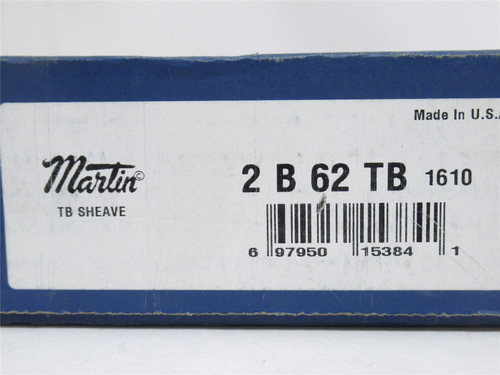 Made In U.S.A
Martin©
2 B 62 TB 1610
TB SHEAVE
6 97950 15384 1